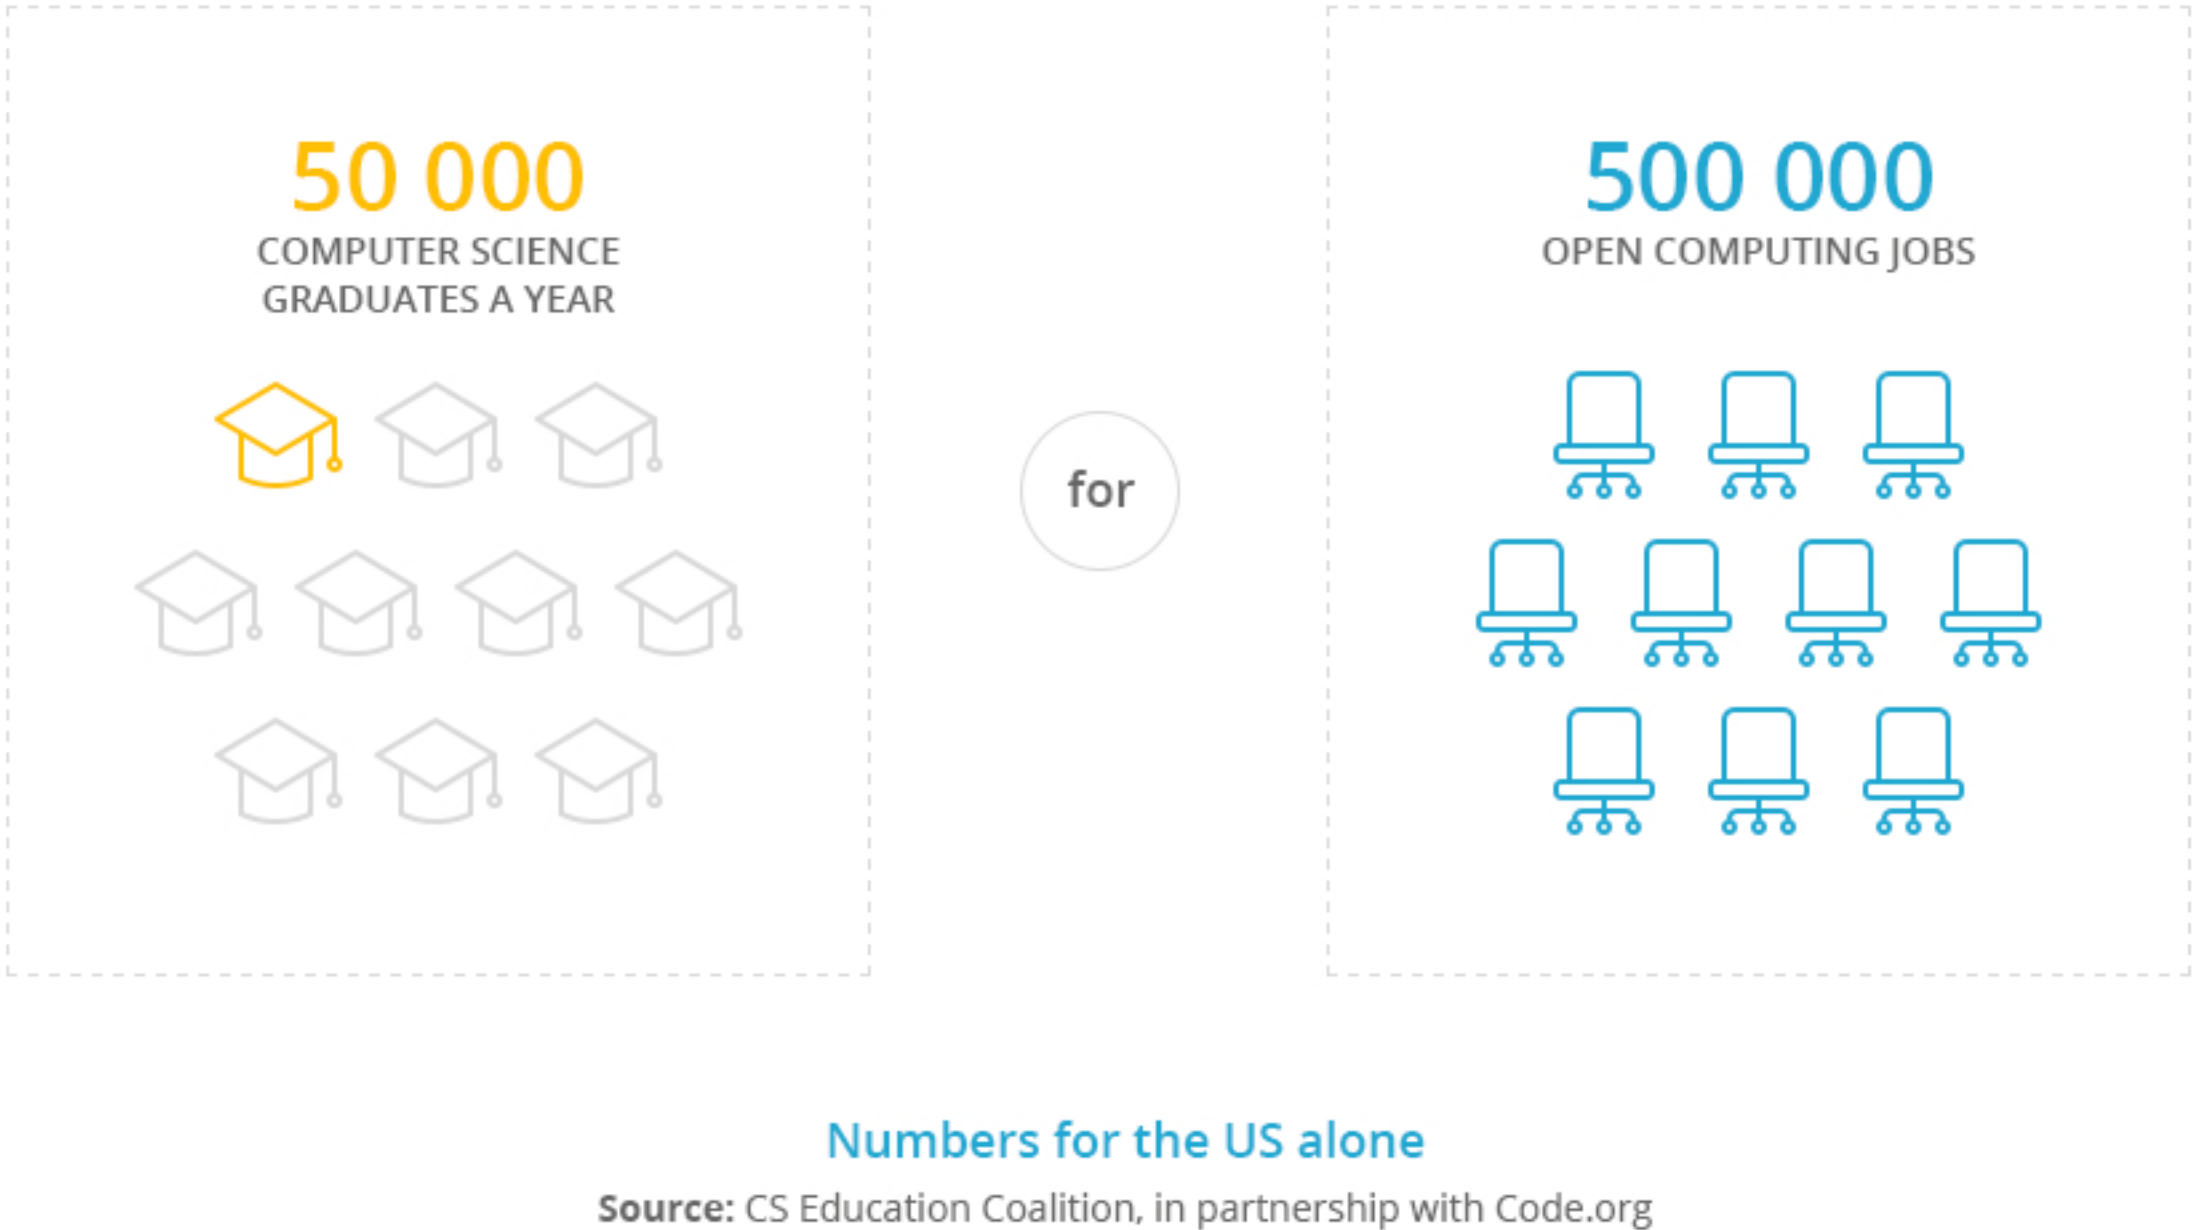 50 000
COMPUTER SCIENCE
GRADUATES A YEAR
for
500 000
OPEN COMPUTING JOBS
Numbers for the US alone
Source: CS Education Coalition, in partnership with Code.org